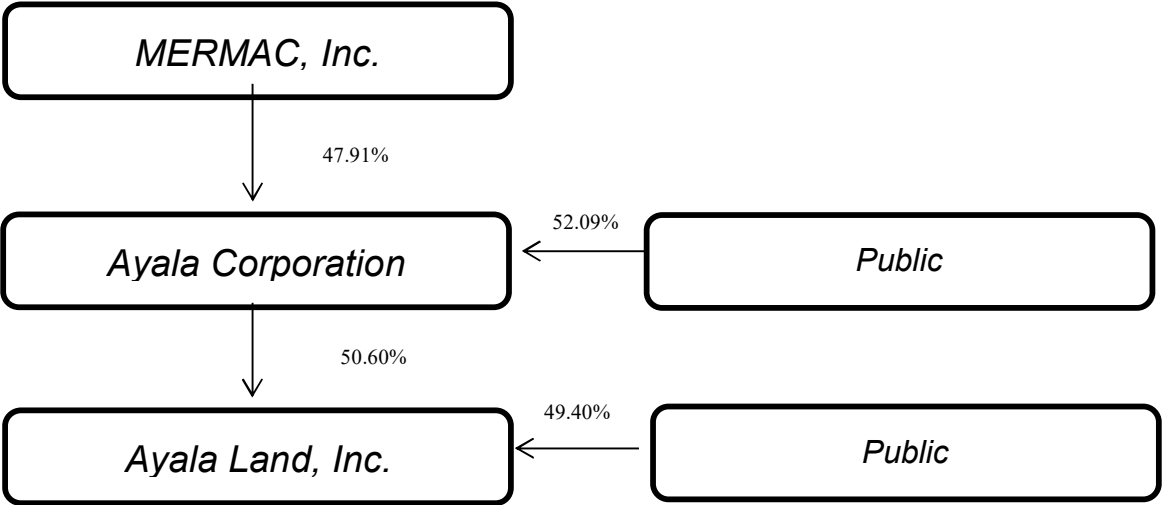 MERMAC, Inc.
47.91%
52.09%
Ayala Corporation
Public
50.60%
49.40%
Ayala Land, Inc.
Public